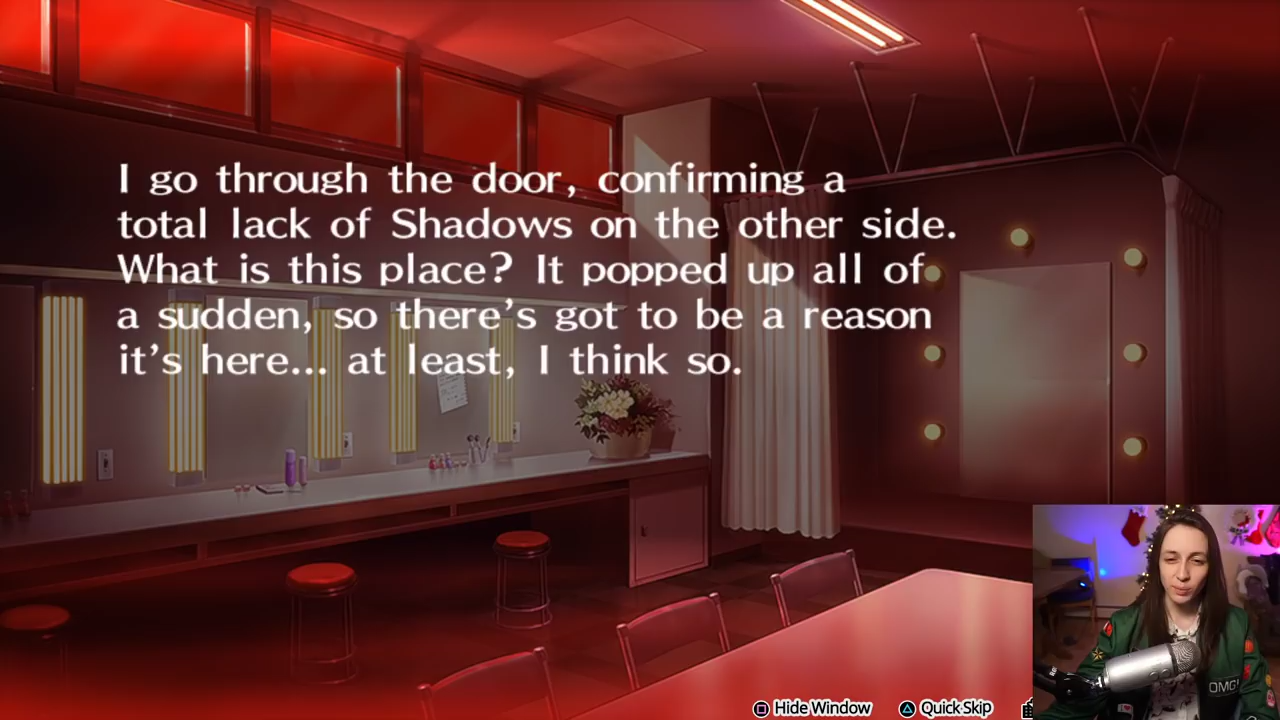 I go through the door, confirming a
total lack of Shadows on the other side.
What is this place? It popped up all of
a sudden, so there's got to be a reason
it's here... at least, I think so.
Hide Window Quick Skip
OMG!